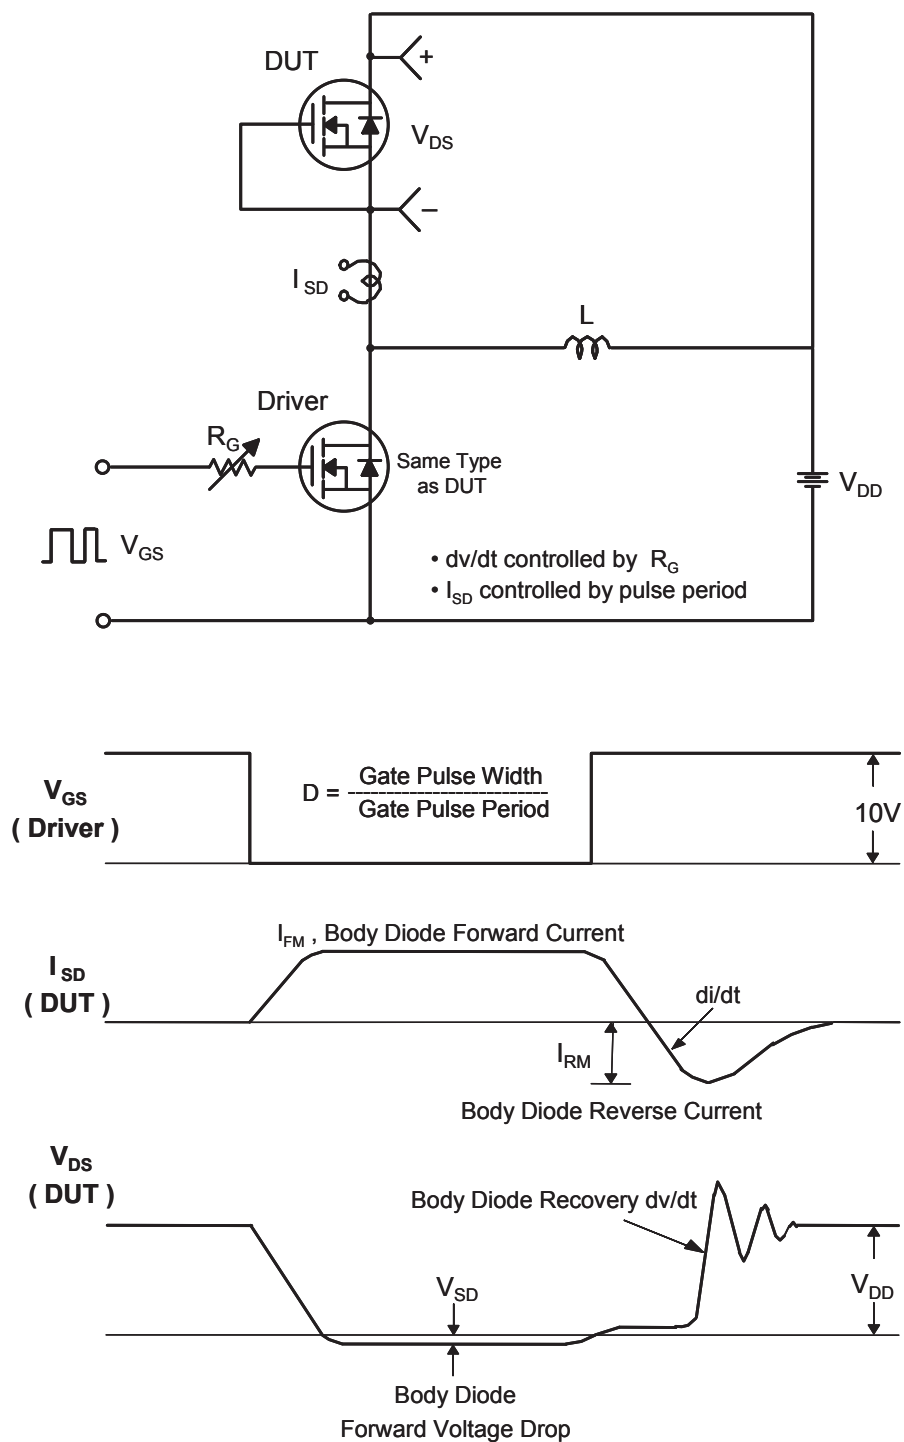 DUT
+
V_DS
–
I_SD
L
Driver
R_G
Same Type
as DUT
V_DD
V_GS
• dv/dt controlled by R_G
• I_SD controlled by pulse period
V_GS
( Driver )
D = Gate Pulse Width
--------------------------
Gate Pulse Period
10V
I_FM , Body Diode Forward Current
I_SD
( DUT )
di/dt
I_RM
Body Diode Reverse Current
V_DS
( DUT )
Body Diode Recovery dv/dt
V_SD
V_DD
Body Diode
Forward Voltage Drop